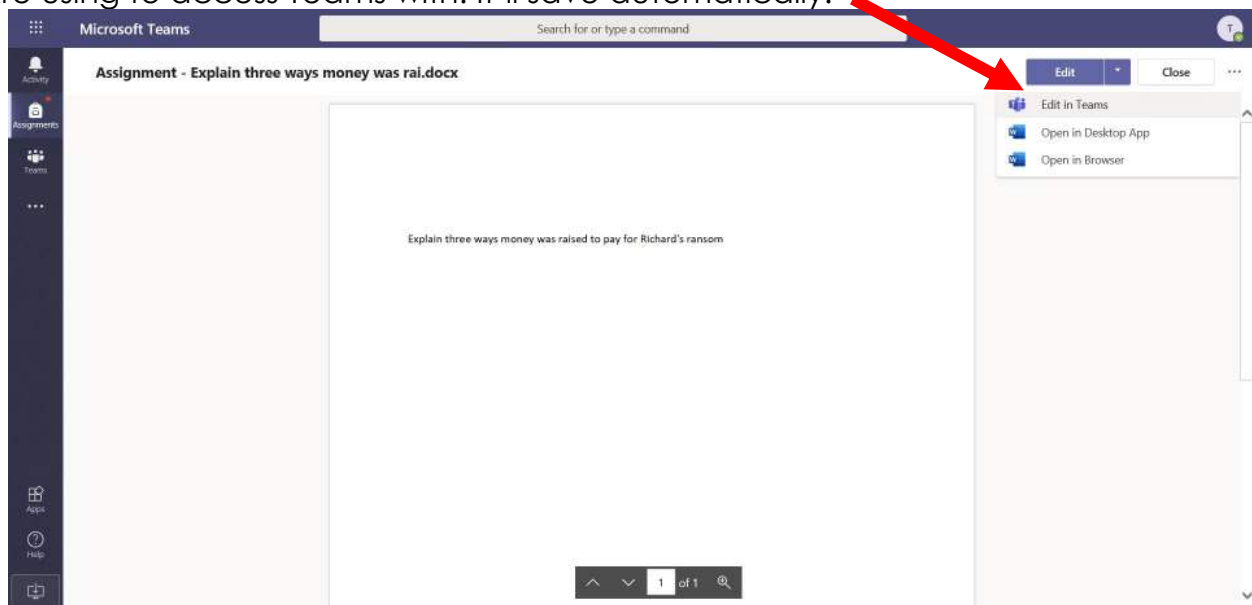 re using to access Teams with. It'll save automatically.
Microsoft Teams
Search for or type a command
T
Activity
Assignment - Explain three ways money was rai.docx
Edit
Close
...
Assignments
Edit in Teams
Open in Desktop App
Teams
Open in Browser
...
Explain three ways money was raised to pay for Richard's ransom
Apps
Help
1 of 1